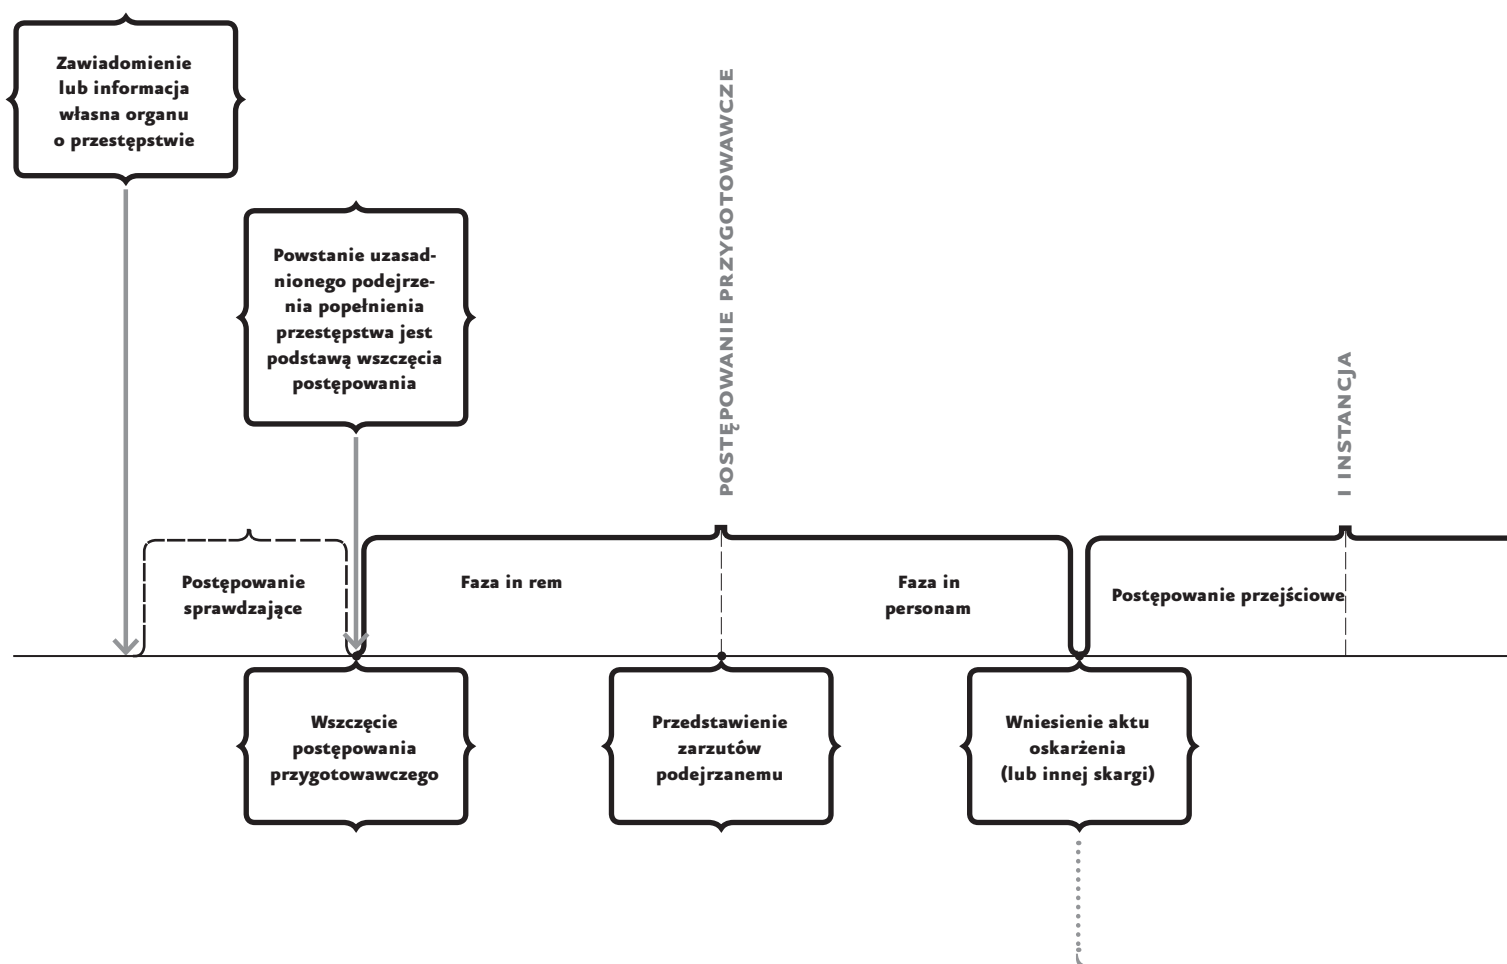 Zawiadomienie
lub informacja
własna organu
o przestępstwie
Powstanie uzasad-
nionego podejrze-
nia popełnienia
przestępstwa jest
podstawą wszczęcia
postępowania
POSTĘPOWANIE PRZYGOTOWAWCZE
I INSTANCJA
Postępowanie
sprawdzające
Faza in rem
Faza in
personam
Postępowanie przejściowe
Wszczęcie
postępowania
przygotowawczego
Przedstawienie
zarzutów
podejrzanemu
Wniesienie aktu
oskarżenia
(lub innej skargi)